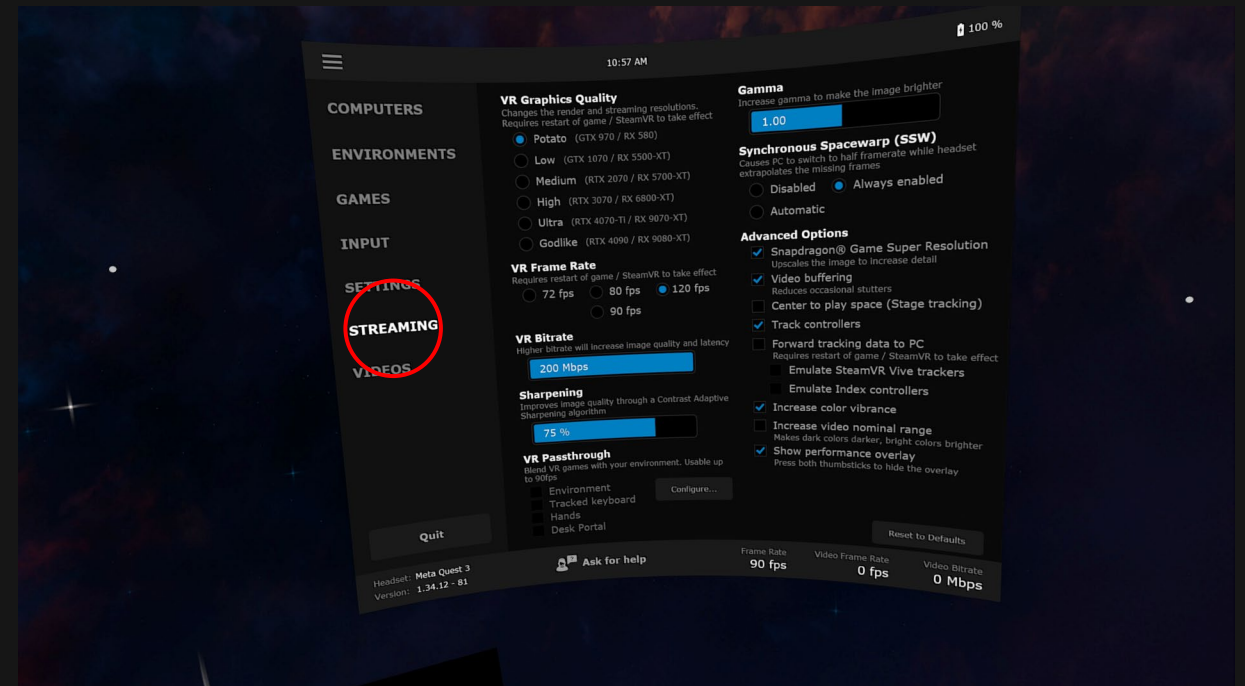 100 %
10:57 AM
COMPUTERS
ENVIRONMENTS
GAMES
INPUT
SETTINGS
STREAMING
VIDEOS
Quit
Headset: Meta Quest 3
Version: 1.34.12 - 81
VR Graphics Quality
Changes the render and streaming resolutions.
Requires restart of game / SteamVR to take effect
Potato (GTX 970 / RX 580)
Low (GTX 1070 / RX 5500-XT)
Medium (RTX 2070 / RX 5700-XT)
High (RTX 3070 / RX 6800-XT)
Ultra (RTX 4070-Ti / RX 9070-XT)
Godlike (RTX 4090 / RX 9080-XT)
VR Frame Rate
Requires restart of game / SteamVR to take effect
72 fps 80 fps 120 fps
90 fps
VR Bitrate
Higher bitrate will increase image quality and latency
200 Mbps
Sharpening
Improves image quality through a Contrast Adaptive
Sharpening algorithm
75 %
VR Passthrough
Blend VR games with your environment. Usable up
to 90fps
Environment
Tracked keyboard
Hands
Desk Portal
Configure...
Gamma
Increase gamma to make the image brighter
1.00
Synchronous Spacewarp (SSW)
Causes PC to switch to half framerate while headset
extrapolates the missing frames
Disabled Always enabled
Automatic
Advanced Options
Snapdragon® Game Super Resolution
Upscales the image to increase detail
Video buffering
Reduces occasional stutters
Center to play space (Stage tracking)
Track controllers
Forward tracking data to PC
Requires restart of game / SteamVR to take effect
Emulate SteamVR Vive trackers
Emulate Index controllers
Increase color vibrance
Increase video nominal range
Makes dark colors darker, bright colors brighter
Show performance overlay
Press both thumbsticks to hide the overlay
Reset to Defaults
Ask for help
Frame Rate
90 fps
Video Frame Rate
0 fps
Video Bitrate
0 Mbps